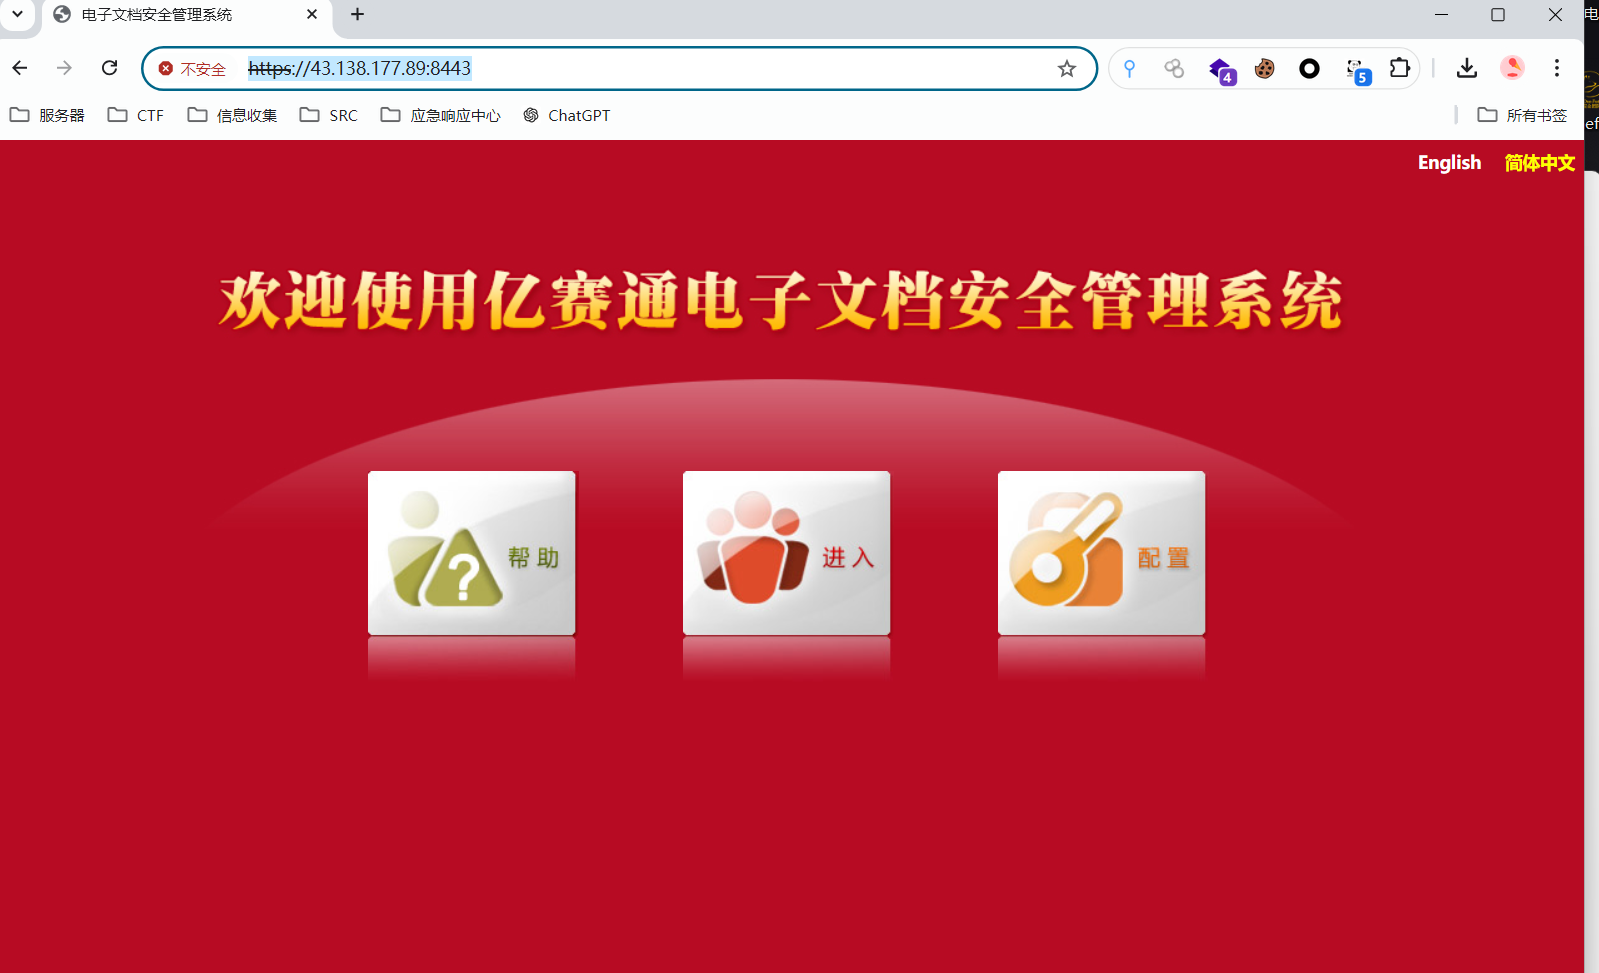 电子文档安全管理系统
不安全 https://43.138.177.89:8443
4
5
服务器 CTF 信息收集 SRC 应急响应中心 ChatGPT 所有书签
English 简体中文
欢迎使用亿赛通电子文档安全管理系统
帮助 进入 配置